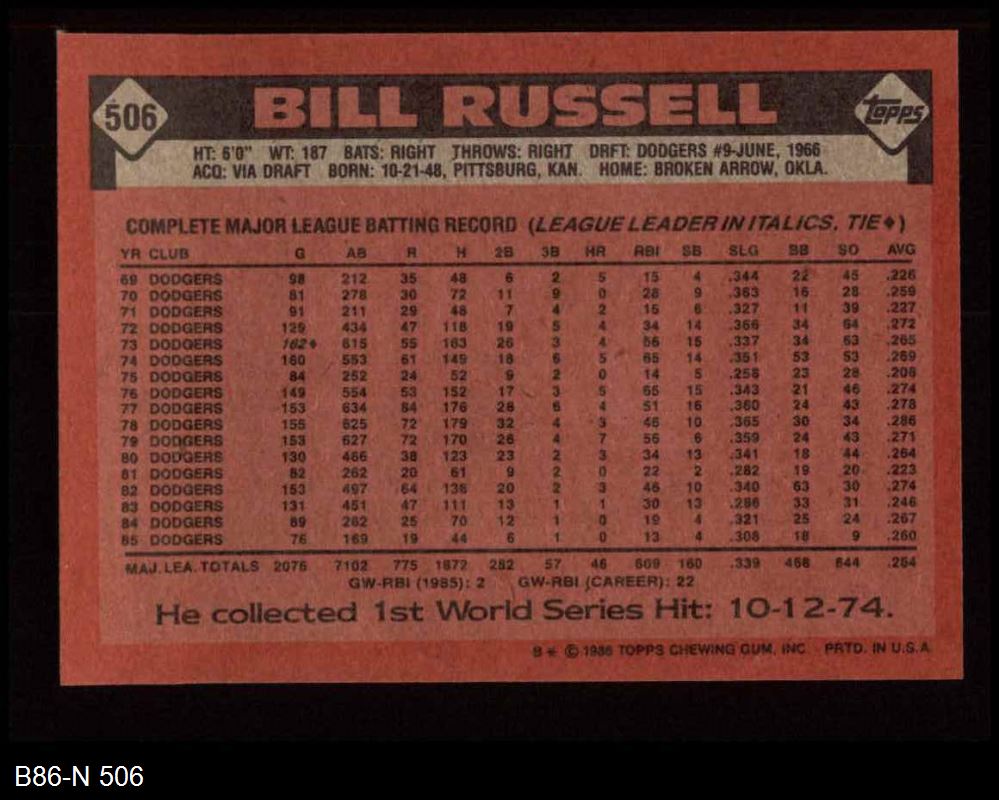 506 BILL RUSSELL Topps
HT: 6'0" WT: 187 BATS: RIGHT THROWS: RIGHT DRFT: DODGERS #9-JUNE, 1966
ACQ: VIA DRAFT BORN: 10-21-48, PITTSBURG, KAN. HOME: BROKEN ARROW, OKLA.
COMPLETE MAJOR LEAGUE BATTING RECORD (LEAGUE LEADER IN ITALICS, TIE♦)
YR CLUB G AB R H 2B 3B HR RBI SB SLG BB SO AVG
69 DODGERS 98 212 35 48 6 2 5 15 4 .344 22 45 .226
70 DODGERS 81 278 30 72 11 9 0 28 9 .363 16 28 .259
71 DODGERS 91 211 29 48 7 4 2 15 6 .327 11 39 .227
72 DODGERS 129 434 47 118 19 5 4 34 14 .366 34 64 .272
73 DODGERS 162♦ 615 55 163 26 3 4 56 15 .337 34 63 .265
74 DODGERS 160 553 61 149 18 6 5 65 14 .351 53 53 .269
75 DODGERS 84 252 24 52 9 2 0 14 5 .258 23 28 .206
76 DODGERS 149 554 53 152 17 3 5 65 15 .343 21 46 .274
77 DODGERS 153 634 84 176 28 6 4 51 16 .360 24 43 .278
78 DODGERS 155 625 72 179 32 4 3 46 10 .365 30 34 .286
79 DODGERS 153 627 72 170 26 4 7 56 6 .359 24 43 .271
80 DODGERS 130 466 38 123 23 2 3 34 13 .341 18 44 .264
81 DODGERS 82 262 20 61 9 2 0 22 2 .282 19 20 .223
82 DODGERS 153 497 64 136 20 2 3 46 10 .340 63 30 .274
83 DODGERS 131 451 47 111 13 1 1 30 13 .286 33 31 .246
84 DODGERS 89 262 25 70 12 1 0 19 4 .321 25 24 .267
85 DODGERS 76 169 19 44 6 1 0 13 4 .308 18 9 .260
MAJ. LEA. TOTALS 2076 7102 775 1872 282 57 46 609 160 .339 468 644 .264
GW-RBI (1985): 2 GW-RBI (CAREER): 22
He collected 1st World Series Hit: 10-12-74.
B* © 1986 TOPPS CHEWING GUM, INC PRTD. IN U.S.A
B86-N 506